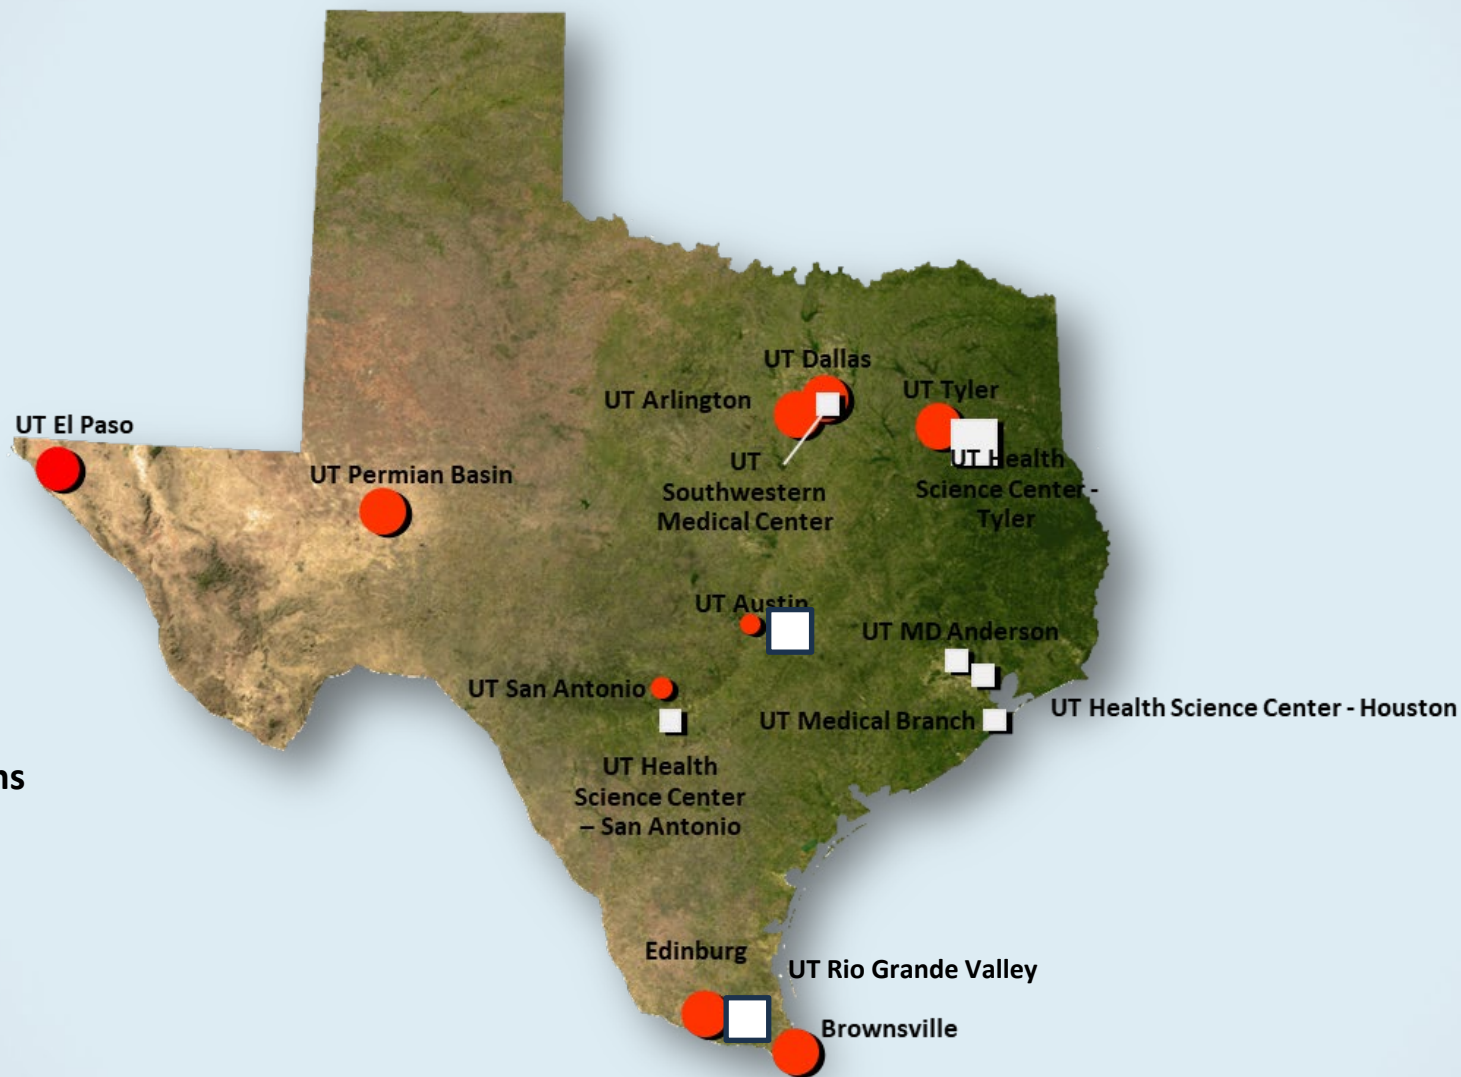 UT Dallas
UT Tyler
UT Arlington
UT El Paso
UT
Southwestern
Medical Center
UT Health
Science Center -
Tyler
UT Permian Basin
UT Austin
UT MD Anderson
UT San Antonio
UT Medical Branch
UT Health Science Center - Houston
UT Health
Science Center
– San Antonio
Edinburg
UT Rio Grande Valley
Brownsville